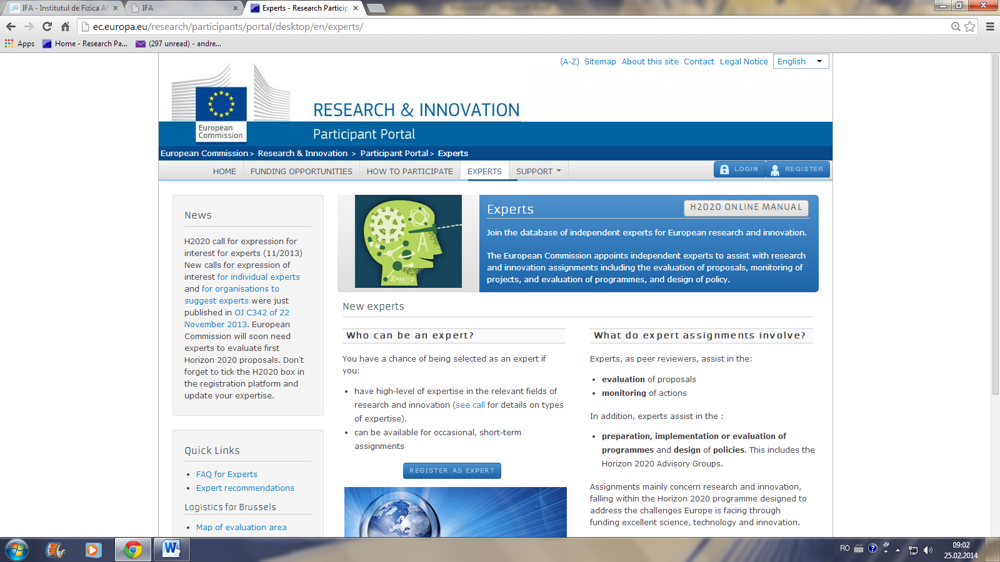 IFA - Institutul de Fizica At
IFA
Experts - Research Particip
ec.europa.eu/research/participants/portal/desktop/en/experts/
Apps
Home - Research Pa...
(297 unread) - andre...
(A-Z) Sitemap About this site Contact Legal Notice English
European
Commission
RESEARCH & INNOVATION
Participant Portal
European Commission > Research & Innovation > Participant Portal > Experts
HOME FUNDING OPPORTUNITIES HOW TO PARTICIPATE EXPERTS SUPPORT
LOGIN REGISTER
News
H2020 call for expression for
interest for experts (11/2013)
New calls for expression of
interest for individual experts
and for organisations to
suggest experts were just
published in OJ C342 of 22
November 2013. European
Commission will soon need
experts to evaluate first
Horizon 2020 proposals. Don't
forget to tick the H2020 box in
the registration platform and
update your expertise.
Quick Links
• FAQ for Experts
• Expert recommendations
Logistics for Brussels
• Map of evaluation area
A
E=MC2
Experts
H2020 ONLINE MANUAL
Join the database of independent experts for European research and innovation.
The European Commission appoints independent experts to assist with research
and innovation assignments including the evaluation of proposals, monitoring of
projects, and evaluation of programmes, and design of policy.
New experts
Who can be an expert?
You have a chance of being selected as an expert if
you:
• have high-level of expertise in the relevant fields of
research and innovation (see call for details on types
of expertise).
• can be available for occasional, short-term
assignments
REGISTER AS EXPERT
What do expert assignments involve?
Experts, as peer reviewers, assist in the:
• evaluation of proposals
• monitoring of actions
In addition, experts assist in the :
• preparation, implementation or evaluation of
programmes and design of policies. This includes the
Horizon 2020 Advisory Groups.
Assignments mainly concern research and innovation,
falling within the Horizon 2020 programme designed to
address the challenges Europe is facing through
funding excellent science, technology and innovation.
RO
09:02
25.02.2014